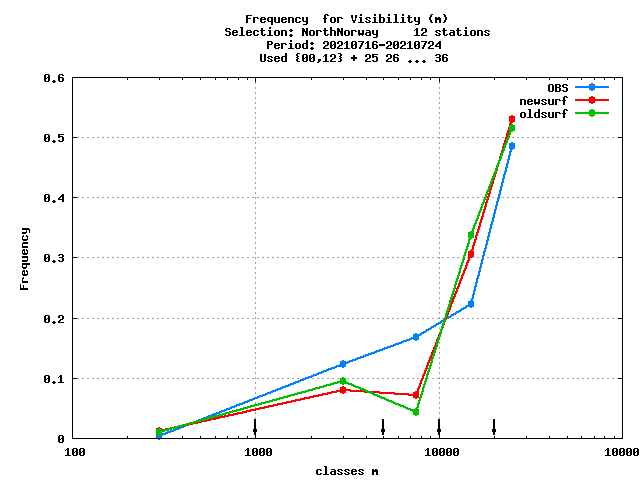 Frequency  for Visibility (m)
Selection: NorthNorway     12 stations
Period: 20210716-20210724
Used {00,12} + 25 26 ... 36
OBS
newsurf
oldsurf
0.6
0.5
0.4
0.3
0.2
0.1
0
Frequency
100
1000
10000
10000
classes m